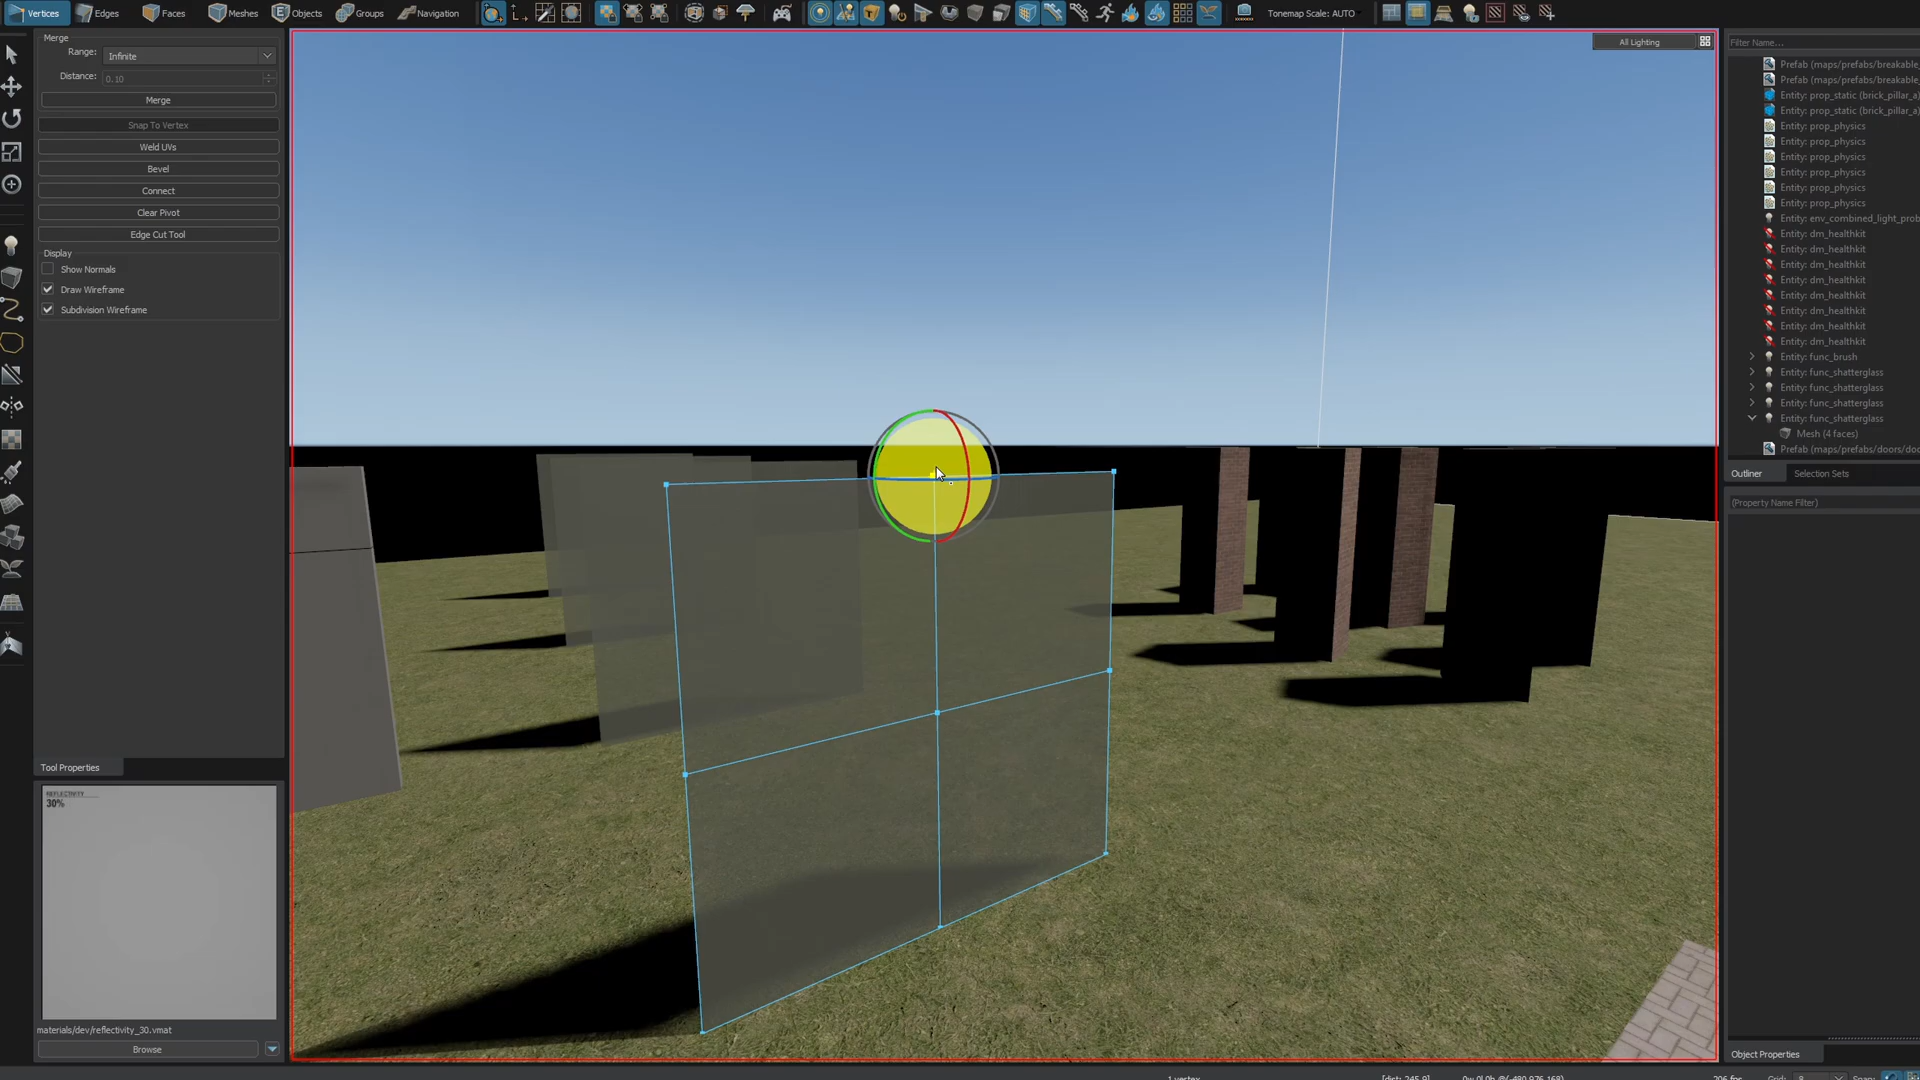 Vertices
Edges
Faces
Meshes
Objects
Groups
Navigation
Tonemap Scale: AUTO
Merge
Range:
Infinite
Distance:
0.10
Merge
Snap To Vertex
Weld UVs
Bevel
Connect
Clear Pivot
Edge Cut Tool
Display
Show Normals
Draw Wireframe
Subdivision Wireframe
Tool Properties
REFLECTIVITY
30%
materials/dev/reflectivity_30.vmat
Browse
All Lighting
Filter Name...
Prefab (maps/prefabs/breakable_
Prefab (maps/prefabs/breakable_
Entity: prop_static (brick_pillar_a)
Entity: prop_static (brick_pillar_a)
Entity: prop_physics
Entity: prop_physics
Entity: prop_physics
Entity: prop_physics
Entity: prop_physics
Entity: prop_physics
Entity: env_combined_light_prob
Entity: dm_healthkit
Entity: dm_healthkit
Entity: dm_healthkit
Entity: dm_healthkit
Entity: dm_healthkit
Entity: dm_healthkit
Entity: dm_healthkit
Entity: dm_healthkit
Entity: func_brush
Entity: func_shatterglass
Entity: func_shatterglass
Entity: func_shatterglass
Entity: func_shatterglass
Mesh (4 faces)
Prefab (maps/prefabs/doors/doo
Outliner
Selection Sets
(Property Name Filter)
Object Properties
1 vertex